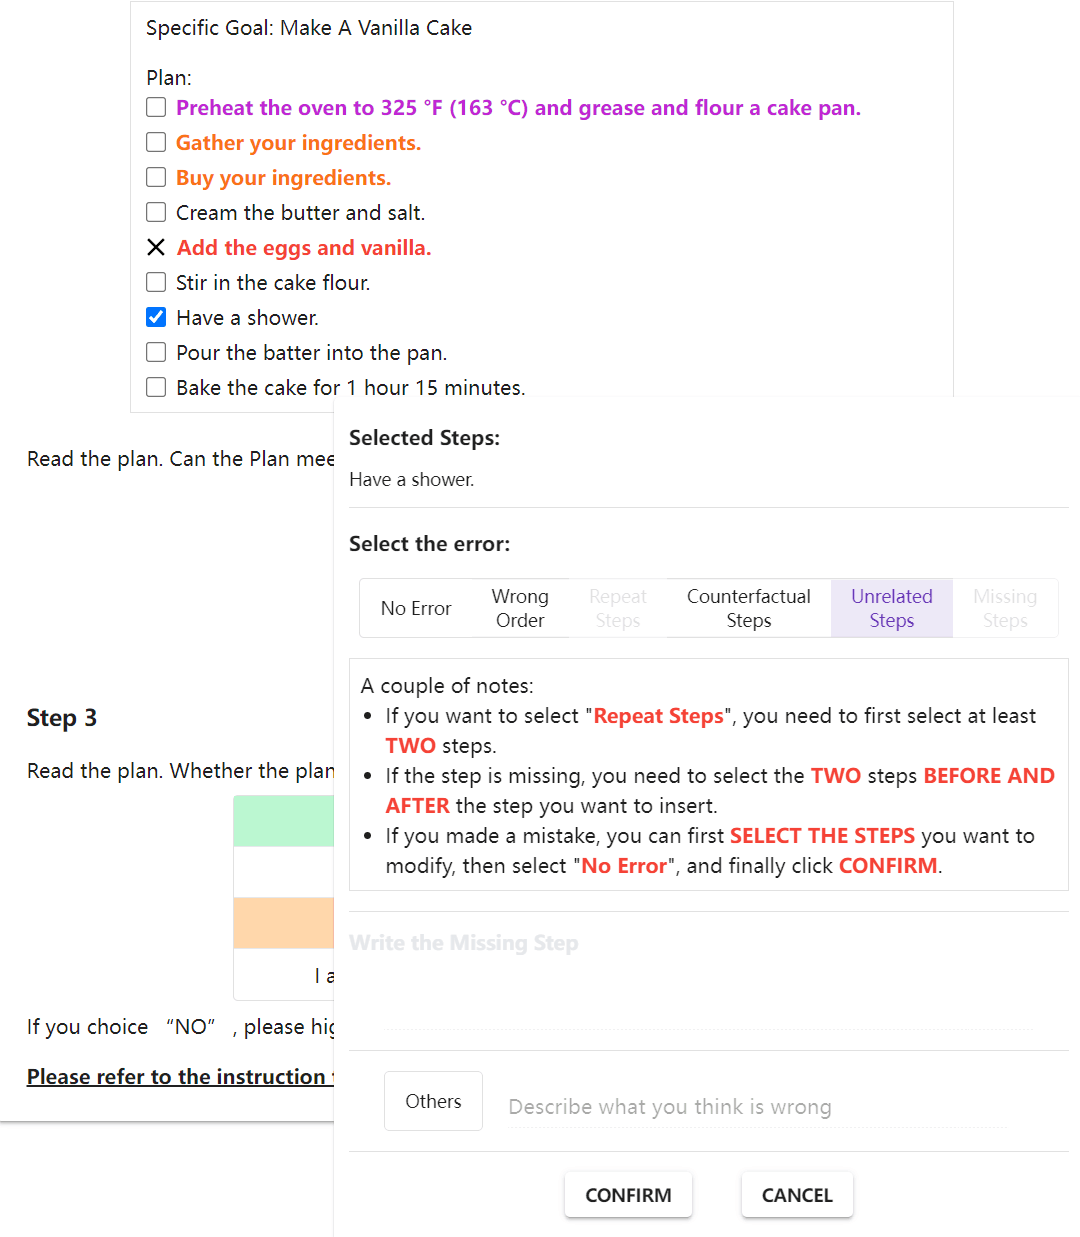 Specific Goal: Make A Vanilla Cake
Plan:
Preheat the oven to 325 °F (163 °C) and grease and flour a cake pan.
Gather your ingredients.
Buy your ingredients.
Cream the butter and salt.
Add the eggs and vanilla.
Stir in the cake flour.
Have a shower.
Pour the batter into the pan.
Bake the cake for 1 hour 15 minutes.
Read the plan. Can the Plan mee
Selected Steps:
Have a shower.
Select the error:
No Error
Wrong
Order
Repeat
Steps
Counterfactual
Steps
Unrelated
Steps
Missing
Steps
A couple of notes:
• If you want to select "Repeat Steps", you need to first select at least
TWO steps.
• If the step is missing, you need to select the TWO steps BEFORE AND
AFTER the step you want to insert.
• If you made a mistake, you can first SELECT THE STEPS you want to
modify, then select "No Error", and finally click CONFIRM.
Write the Missing Step
Others
Describe what you think is wrong
CONFIRM
CANCEL
Step 3
Read the plan. Whether the plan
I a
If you choice “NO” , please hig
Please refer to the instruction